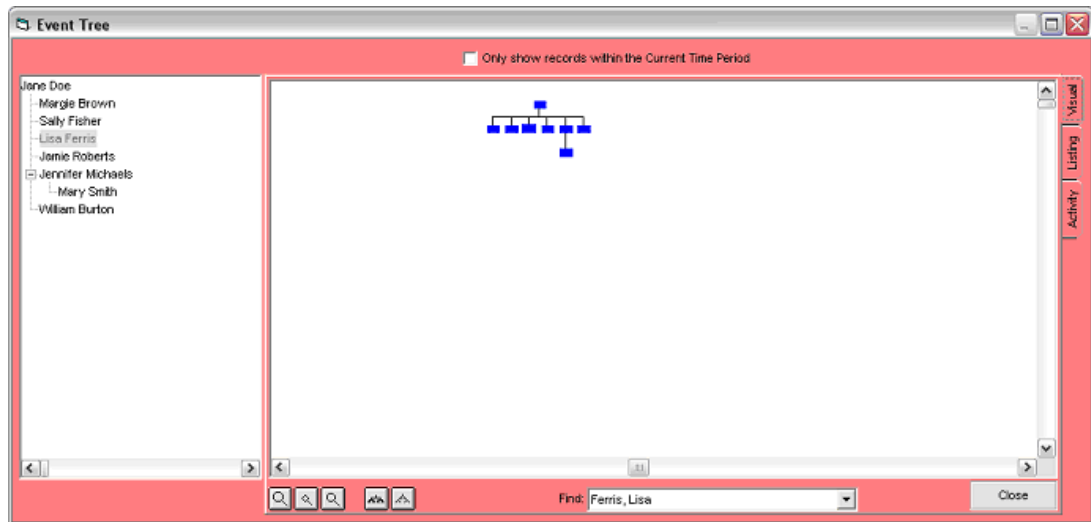 Event Tree
Only show records within the Current Time Period
Jane Doe
Margie Brown
Sally Fisher
Lisa Ferris
Jamie Roberts
Jennifer Michaels
Mary Smith
William Burton
Visual
Listing
Activity
Find: Ferris, Lisa
Close